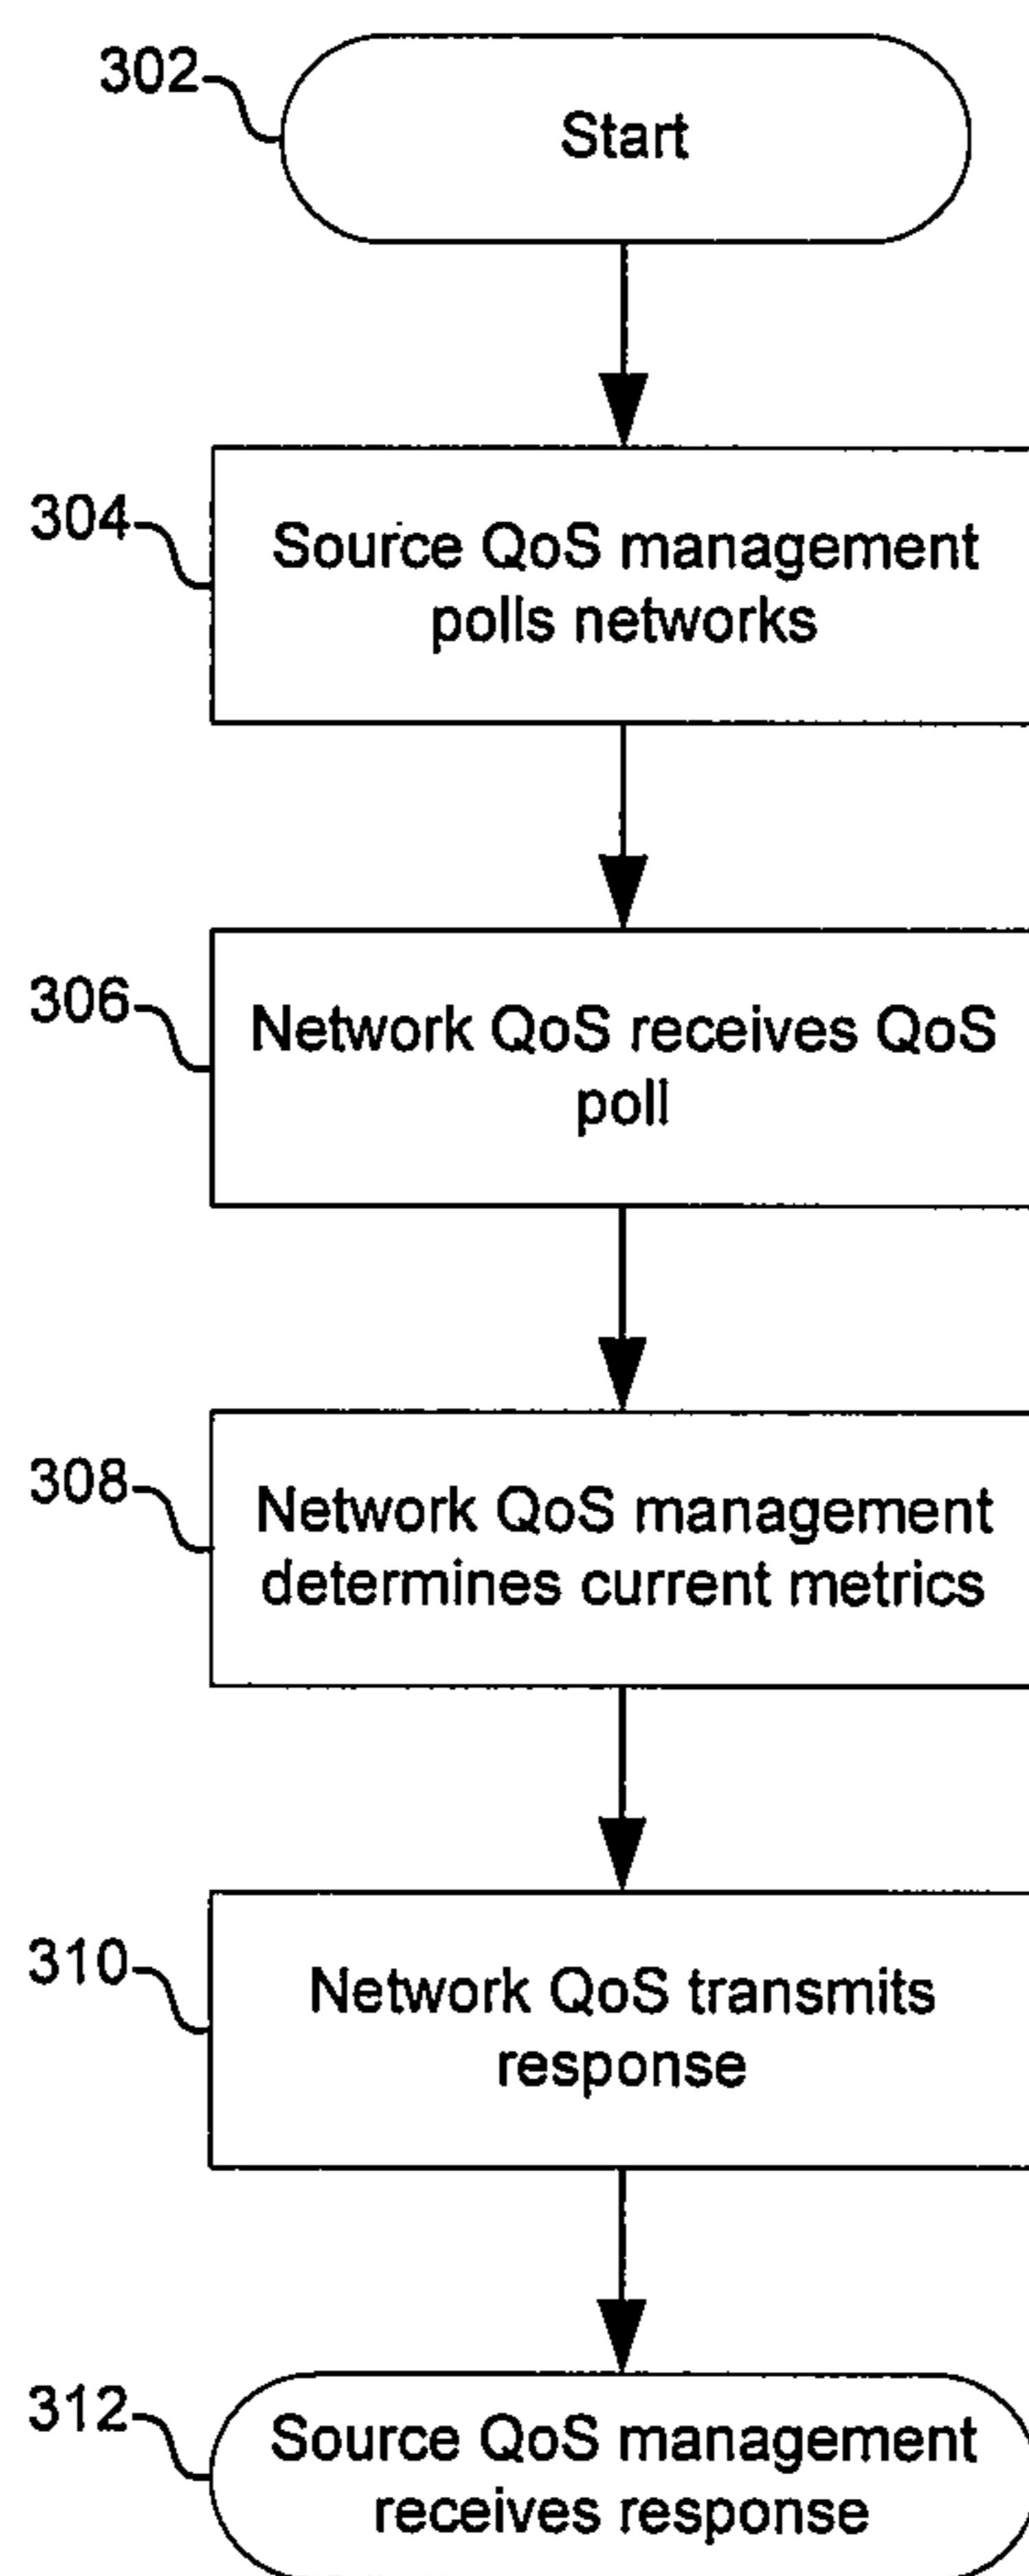 302
Start
304
Source QoS management
polls networks
306
Network QoS receives QoS
poll
308
Network QoS management
determines current metrics
310
Network QoS transmits
response
312
Source QoS management
receives response